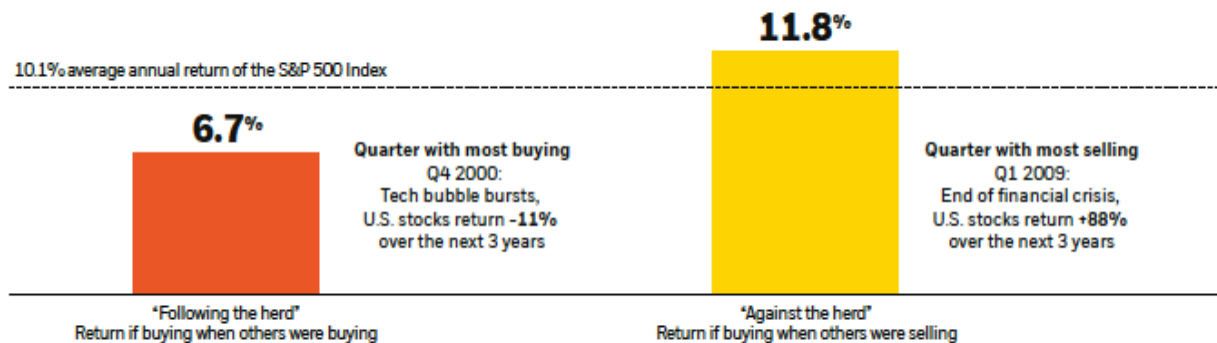 11.8%
10.1% average annual return of the S&P 500 Index
6.7%
Quarter with most buying
Q4 2000:
Tech bubble bursts,
U.S. stocks return -11%
over the next 3 years
Quarter with most selling
Q1 2009:
End of financial crisis,
U.S. stocks return +88%
over the next 3 years
"Following the herd"
Return if buying when others were buying
"Against the herd"
Return if buying when others were selling